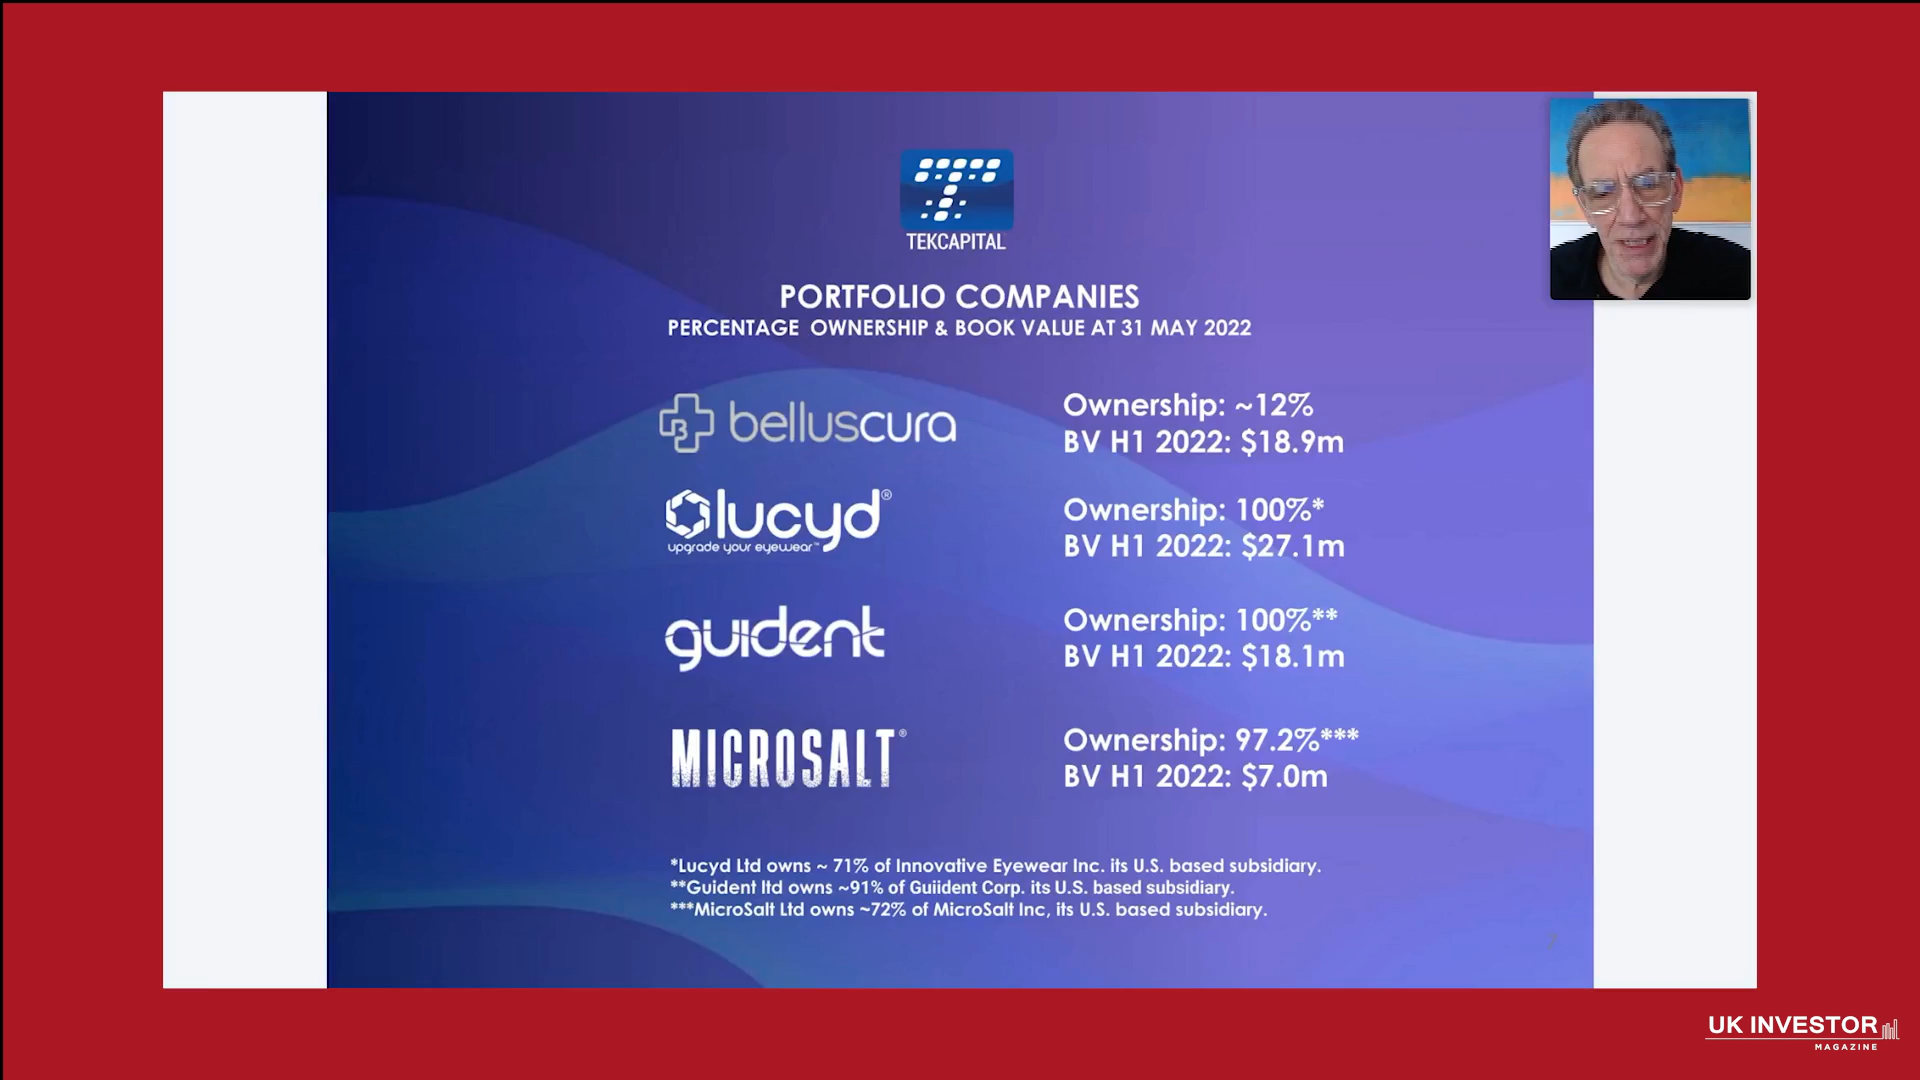 TEKCAPITAL
PORTFOLIO COMPANIES
PERCENTAGE OWNERSHIP & BOOK VALUE AT 31 MAY 2022
belluscura
Ownership: ~12%
BV H1 2022: $18.9m
lucyd®
upgrade your eyewear™
Ownership: 100%*
BV H1 2022: $27.1m
guident
Ownership: 100%**
BV H1 2022: $18.1m
MICROSALT®
Ownership: 97.2%***
BV H1 2022: $7.0m
*Lucyd Ltd owns ~ 71% of Innovative Eyewear Inc. its U.S. based subsidiary.
**Guident ltd owns ~91% of Guiident Corp. its U.S. based subsidiary.
***MicroSalt Ltd owns ~72% of MicroSalt Inc, its U.S. based subsidiary.
7
UK INVESTOR
MAGAZINE